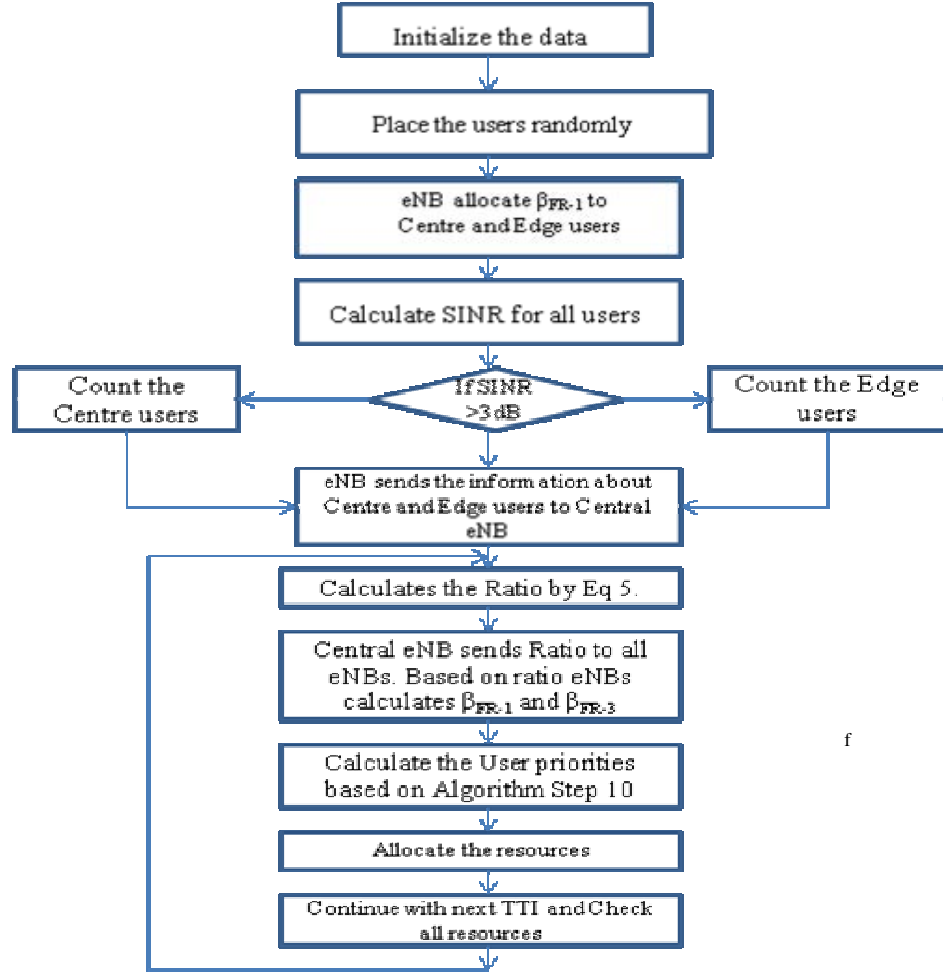 Initialize the data
Place the users randomly
eNB allocate βFR-1 to
Centre and Edge users
Calculate SINR for all users
If SINR
>3dB
Count the
Centre users
Count the Edge
users
eNB sends the information about
Centre and Edge users to Central
eNB
Calculates the Ratio by Eq 5.
Central eNB sends Ratio to all
eNBs. Based on ratio eNBs
calculates βFR-1 and βFR-3
Calculate the User priorities
based on Algorithm Step 10
Allocate the resources
Continue with next TTI and Check
all resources
f